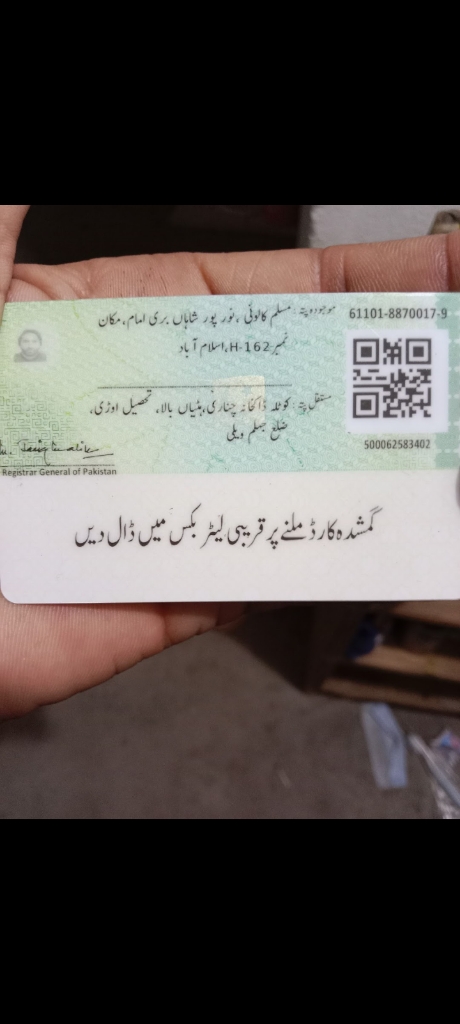 موجودہ پتہ: مسلم کالونی، نور پور شاہاں بری امام، مکان
نمبر H-162، اسلام آباد
61101-8870017-9
مستقل پتہ: کوٹلہ ڈاکخانہ چناری، ہٹیاں بالا، تحصیل اوڑی،
ضلع جہلم ویلی
500062583402
Registrar General of Pakistan
گمشدہ کارڈ ملنے پر قریبی لیٹر بکس میں ڈال دیں